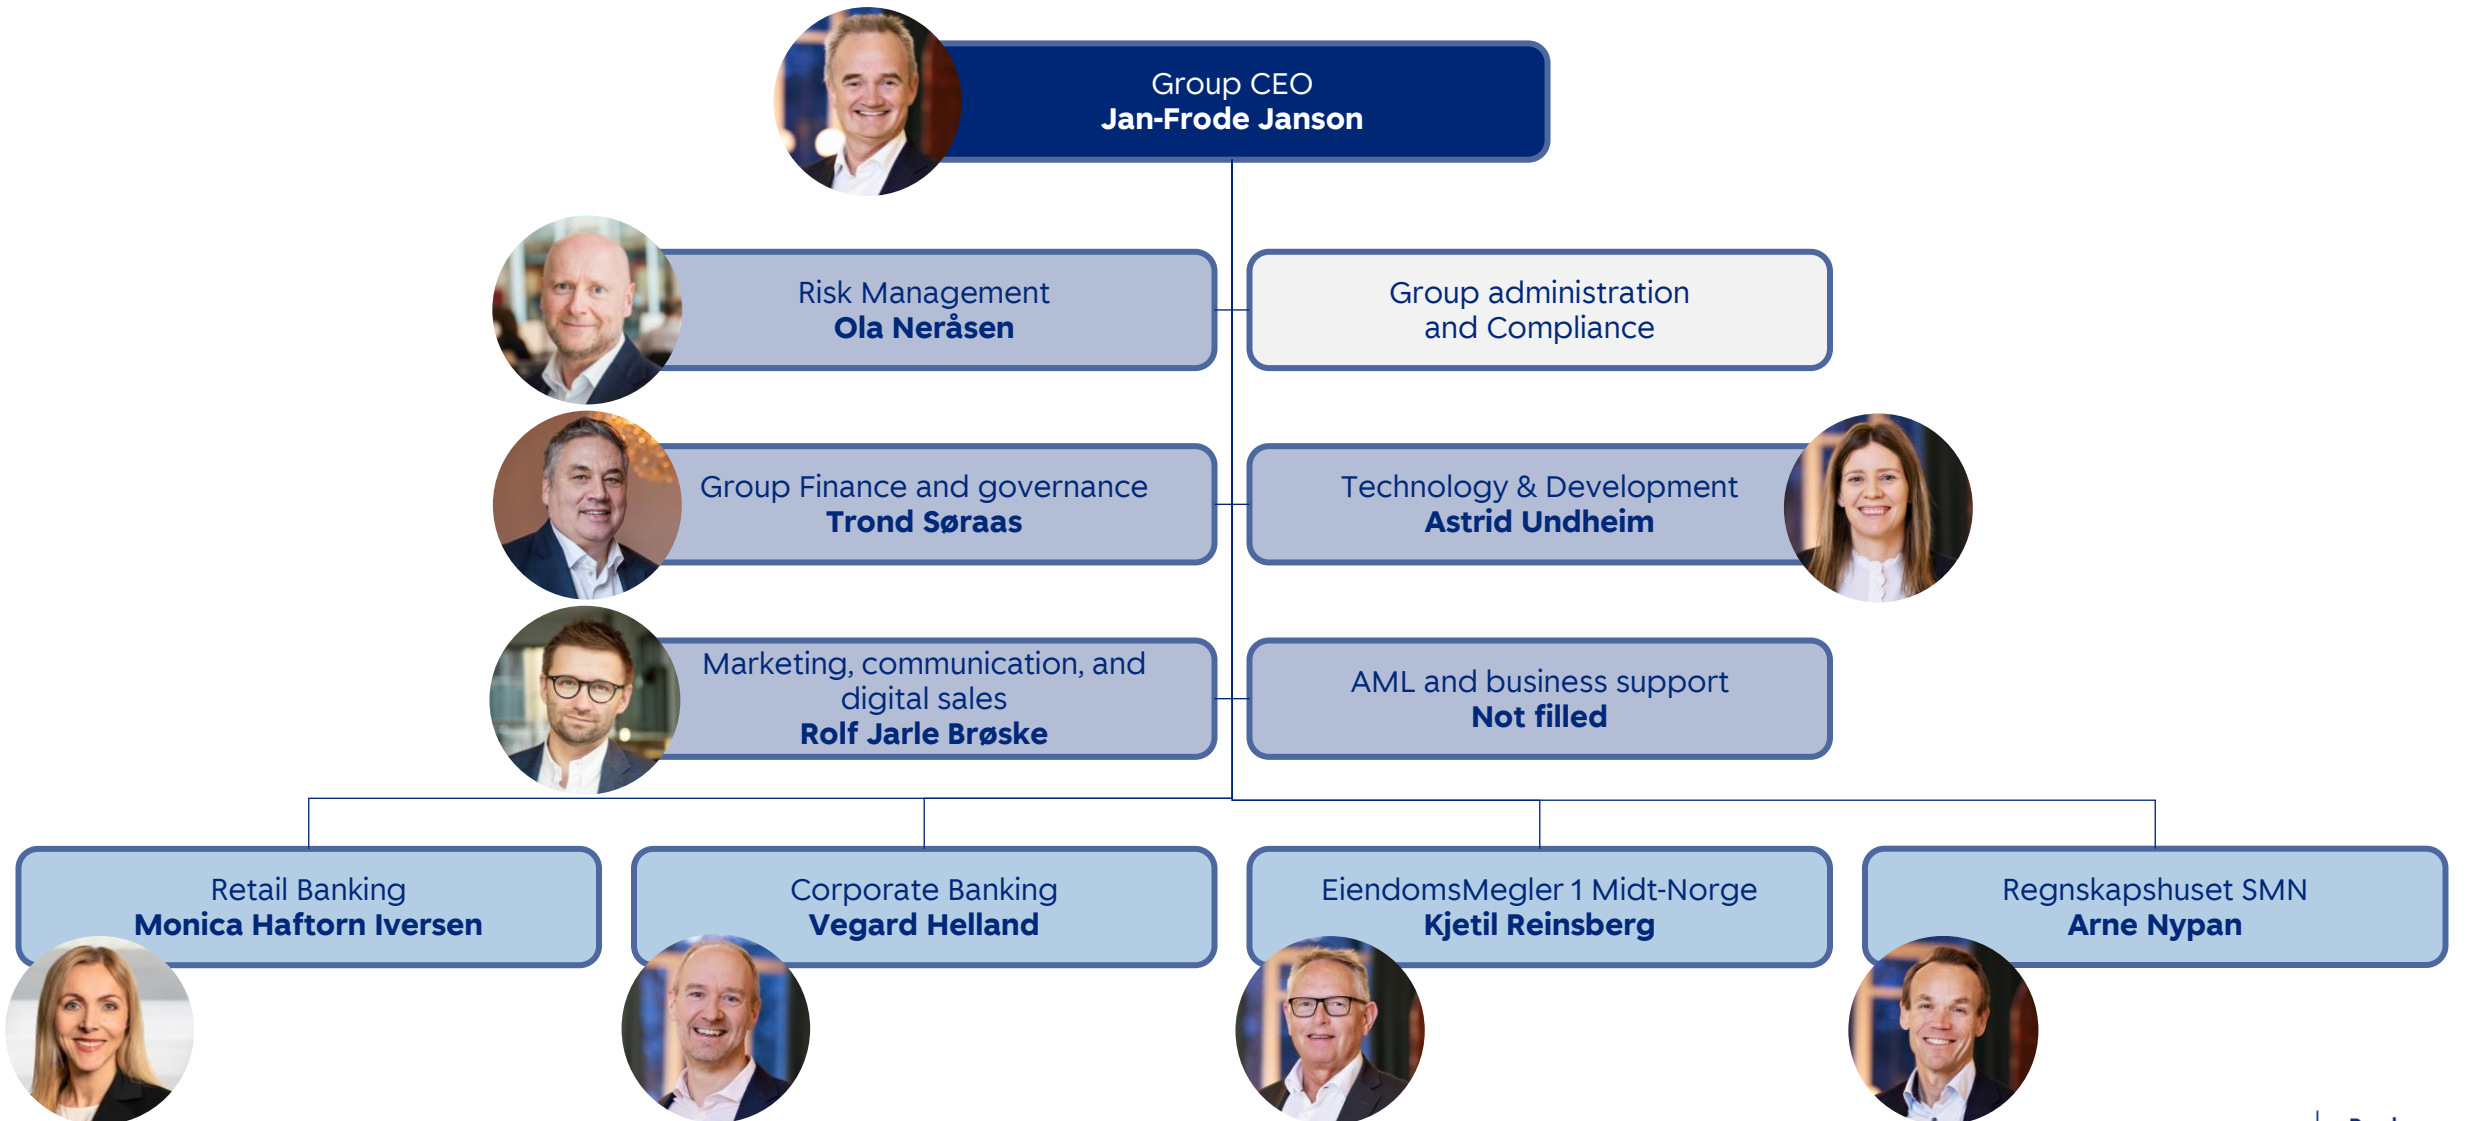 Group CEO
Jan-Frode Janson
Risk Management
Ola Neråsen
Group administration
and Compliance
Group Finance and governance
Trond Søraas
Technology & Development
Astrid Undheim
Marketing, communication, and
digital sales
Rolf Jarle Brøske
AML and business support
Not filled
Retail Banking
Monica Haftorn Iversen
Corporate Banking
Vegard Helland
EiendomsMegler 1 Midt-Norge
Kjetil Reinsberg
Regnskapshuset SMN
Arne Nypan